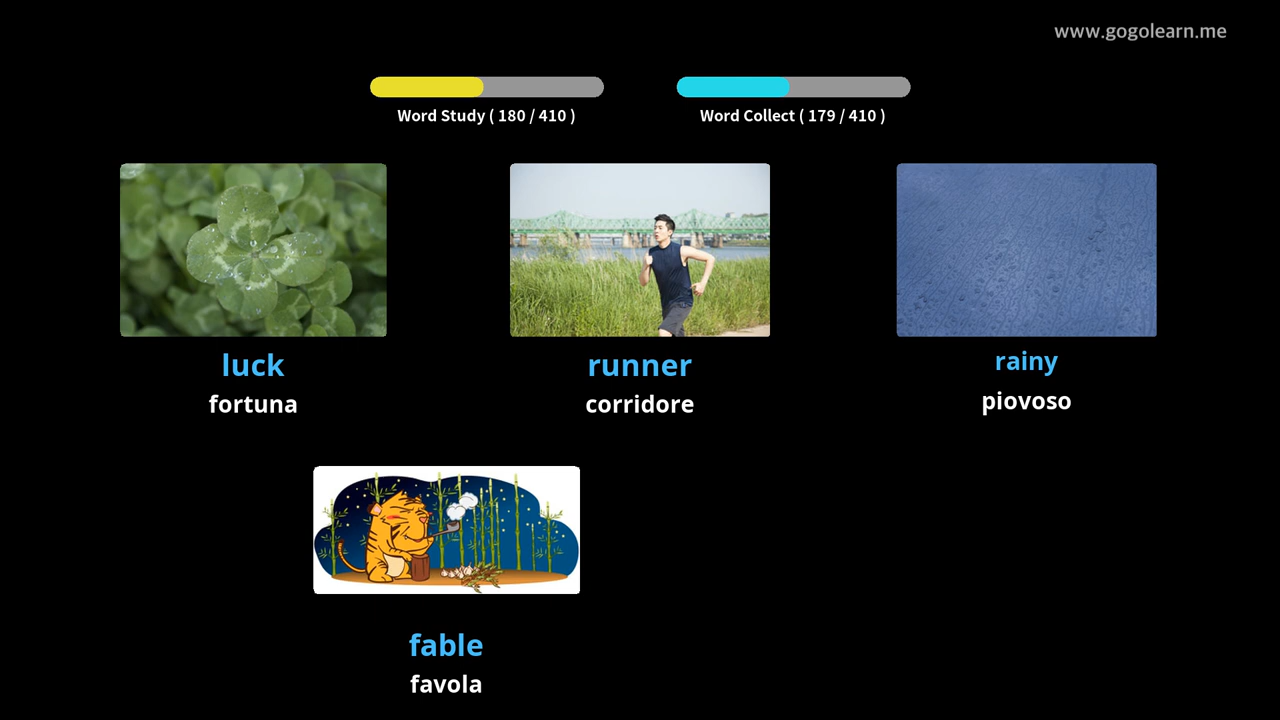 www.gogolearn.me
Word Study ( 180 / 410 )
Word Collect ( 179 / 410 )
luck
fortuna
runner
corridore
rainy
piovoso
fable
favola